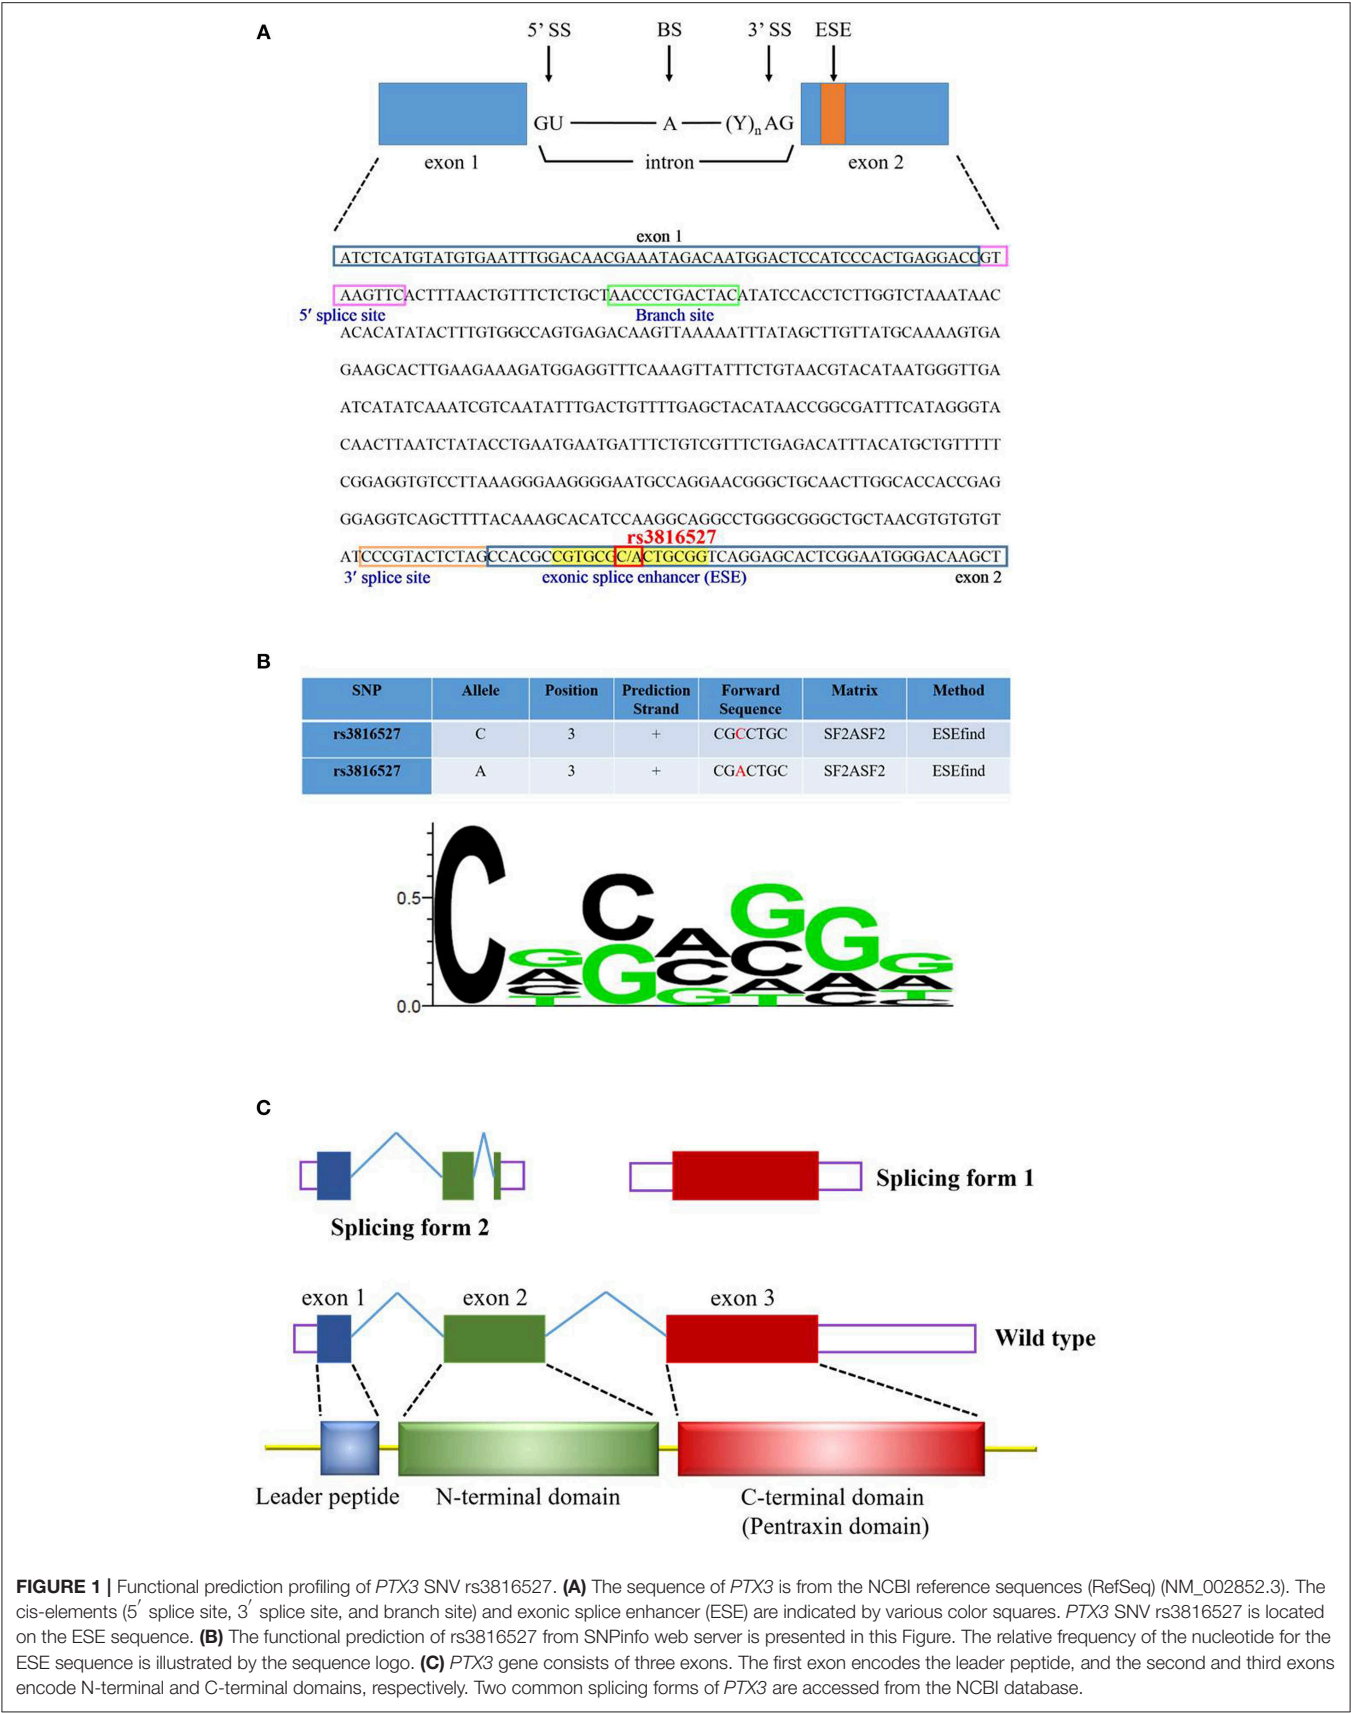 A
5’ SS BS 3’ SS ESE
GU A (Y)n AG
exon 1 intron exon 2
exon 1
ATCTCATGTATGTGAATTTGGACAACGAAATAGACAATGGACTCCATCCCACTGAGGACCGT
AAGTTCACTTTAACTGTTTCTCTGCTAACCCTGACTACATATCCACCTCTTGGTCTAAATAAC
5′ splice site Branch site
ACACATATACTTTGTGGCCAGTGAGACAAGTTAAAAATTTATAGCTTGTTATGCAAAAGTGA
GAAGCACTTGAAGAAAGATGGAGGTTTCAAAGTTATTTCTGTAACGTACATAATGGGTTGA
ATCATATCAAATCGTCAATATTTGACTGTTTTGAGCTACATAACCGGCGATTTCATAGGGTA
CAACTTAATCTATACCTGAATGAATGATTTCTGTCGTTTCTGAGACATTTACATGCTGTTTTT
CGGAGGTGTCCTTAAAGGGAAGGGGAATGCCAGGAACGGGCTGCAACTTGGCACCACCGAG
GGAGGTCAGCTTTTACAAAGCACATCCAAGGCAGGCCTGGGCGGGCTGCTAACGTGTGTGT
rs3816527
ATCCCGTACTCTAGCCACGCCGTGCGC/ACTGCGGTCAGGAGCACTCGGAATGGGACAAGCT
3′ splice site exonic splice enhancer (ESE) exon 2
B
SNP Allele Position Prediction Strand Forward Sequence Matrix Method
rs3816527 C 3 + CGCCTGC SF2ASF2 ESEfind
rs3816527 A 3 + CGACTGC SF2ASF2 ESEfind
0.5
0.0
C
G A C T
C G
A C G
G C A T
G A C
G A T C
C
Splicing form 2 Splicing form 1
exon 1 exon 2 exon 3
Wild type
Leader peptide N-terminal domain C-terminal domain
(Pentraxin domain)
FIGURE 1 | Functional prediction profiling of PTX3 SNV rs3816527. (A) The sequence of PTX3 is from the NCBI reference sequences (RefSeq) (NM_002852.3). The
cis-elements (5′ splice site, 3′ splice site, and branch site) and exonic splice enhancer (ESE) are indicated by various color squares. PTX3 SNV rs3816527 is located
on the ESE sequence. (B) The functional prediction of rs3816527 from SNPinfo web server is presented in this Figure. The relative frequency of the nucleotide for the
ESE sequence is illustrated by the sequence logo. (C) PTX3 gene consists of three exons. The first exon encodes the leader peptide, and the second and third exons
encode N-terminal and C-terminal domains, respectively. Two common splicing forms of PTX3 are accessed from the NCBI database.